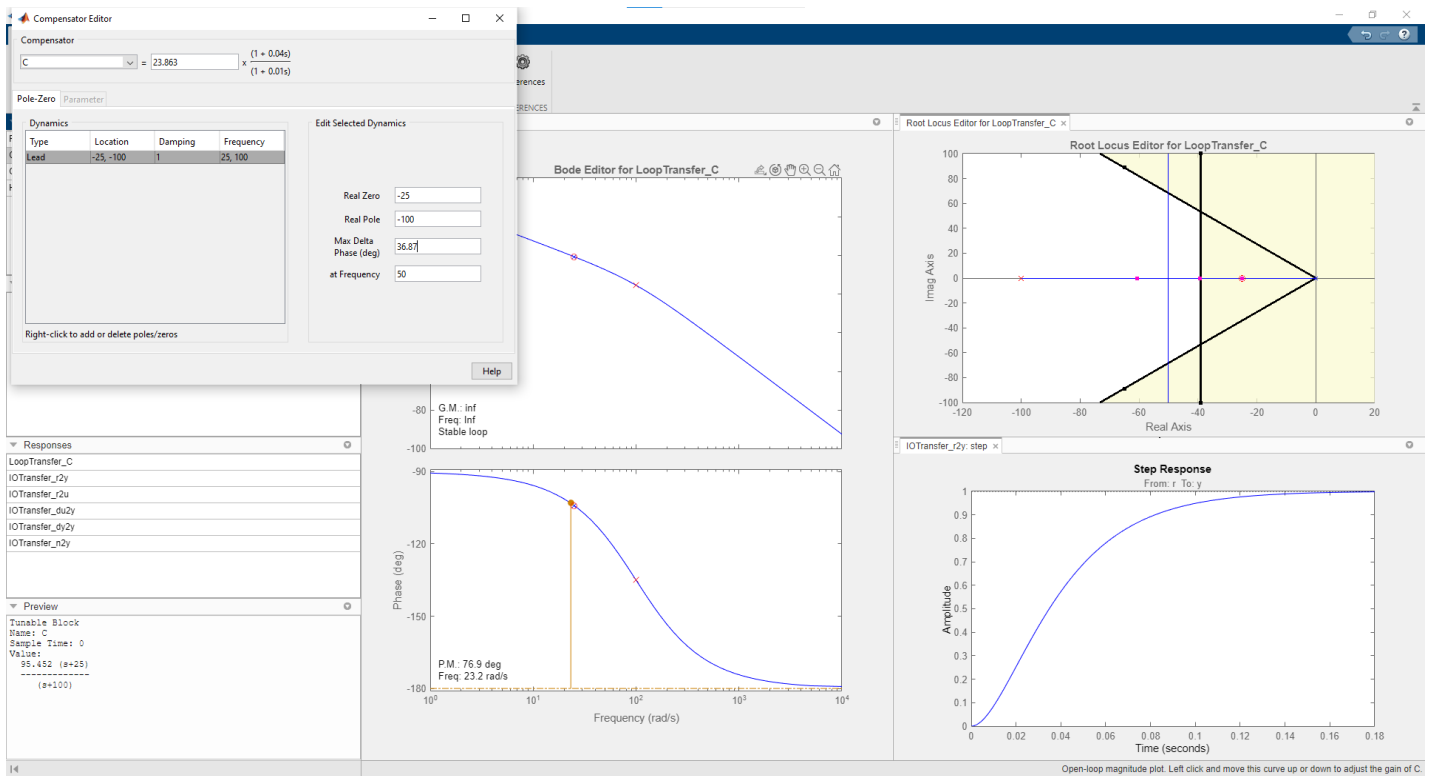 Compensator Editor
Compensator
C = 23.863 x (1 + 0.04s)
(1 + 0.01s)
Pole-Zero Parameter
Dynamics
Type Location Damping Frequency
Lead -25, -100 1 25, 100
Right-click to add or delete poles/zeros
Edit Selected Dynamics
Real Zero -25
Real Pole -100
Max Delta
Phase (deg) 36.87
at Frequency 50
Help
erences
ERENCES
Responses
LoopTransfer_C
IOTransfer_r2y
IOTransfer_r2u
IOTransfer_du2y
IOTransfer_dy2y
IOTransfer_n2y
Preview
Tunable Block
Name: C
Sample Time: 0
Value:
95.452 (s+25)
-------------
(s+100)
Bode Editor for LoopTransfer_C
-80
-100
G.M.: inf
Freq: Inf
Stable loop
-90
-120
-150
-180
Phase (deg)
P.M.: 76.9 deg
Freq: 23.2 rad/s
10^0 10^1 10^2 10^3 10^4
Frequency (rad/s)
Root Locus Editor for LoopTransfer_C ×
Root Locus Editor for LoopTransfer_C
100
80
60
40
20
0
-20
-40
-60
-80
-100
Imag Axis
-120 -100 -80 -60 -40 -20 0 20
Real Axis
IOTransfer_r2y: step ×
Step Response
From: r To: y
1
0.9
0.8
0.7
0.6
0.5
0.4
0.3
0.2
0.1
0
Amplitude
0 0.02 0.04 0.06 0.08 0.1 0.12 0.14 0.16 0.18
Time (seconds)
Open-loop magnitude plot. Left click and move this curve up or down to adjust the gain of C.